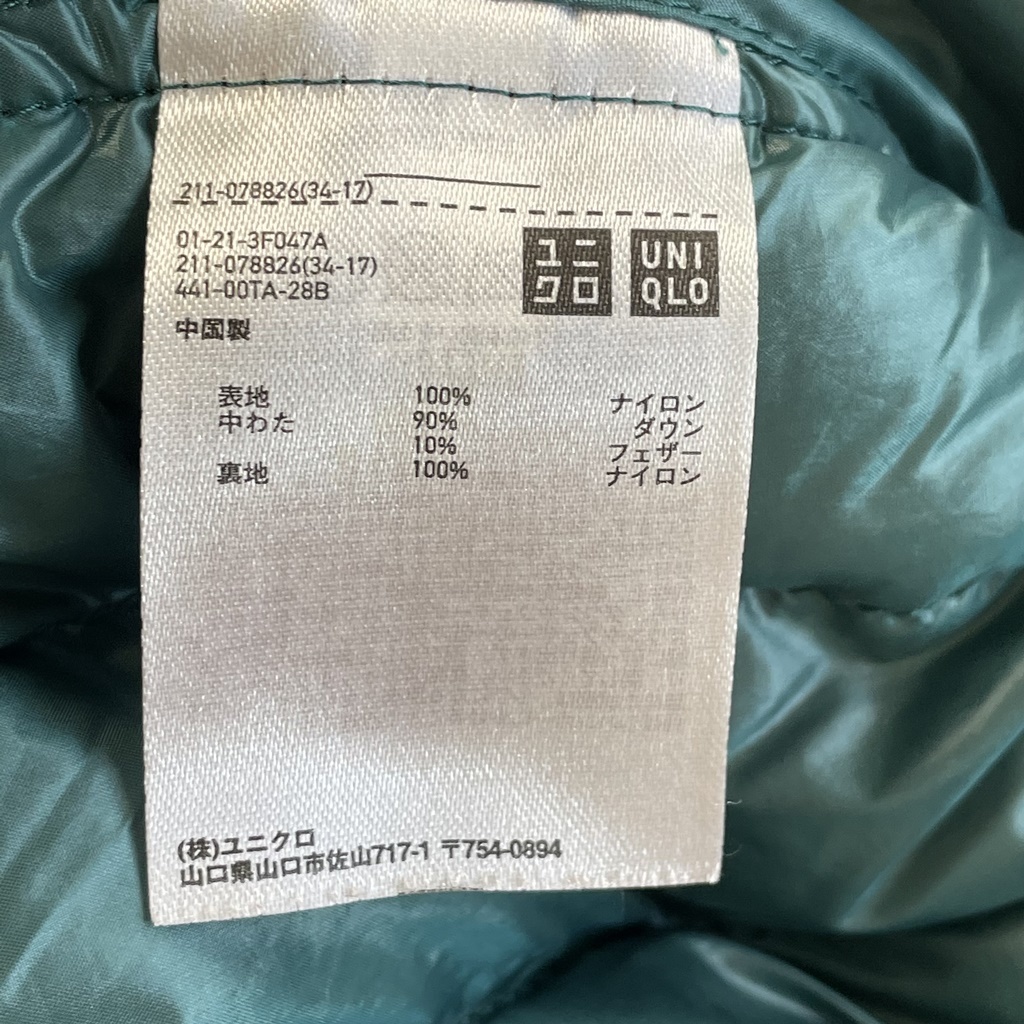 211-078826(34-17)
01-21-3F047A
211-078826(34-17)
441-00TA-28B
ユニクロ
UNIQLO
中国製
表地 100% ナイロン
中わた 90% ダウン
10% フェザー
裏地 100% ナイロン
(株)ユニクロ
山口県山口市佐山717-1 〒754-0894